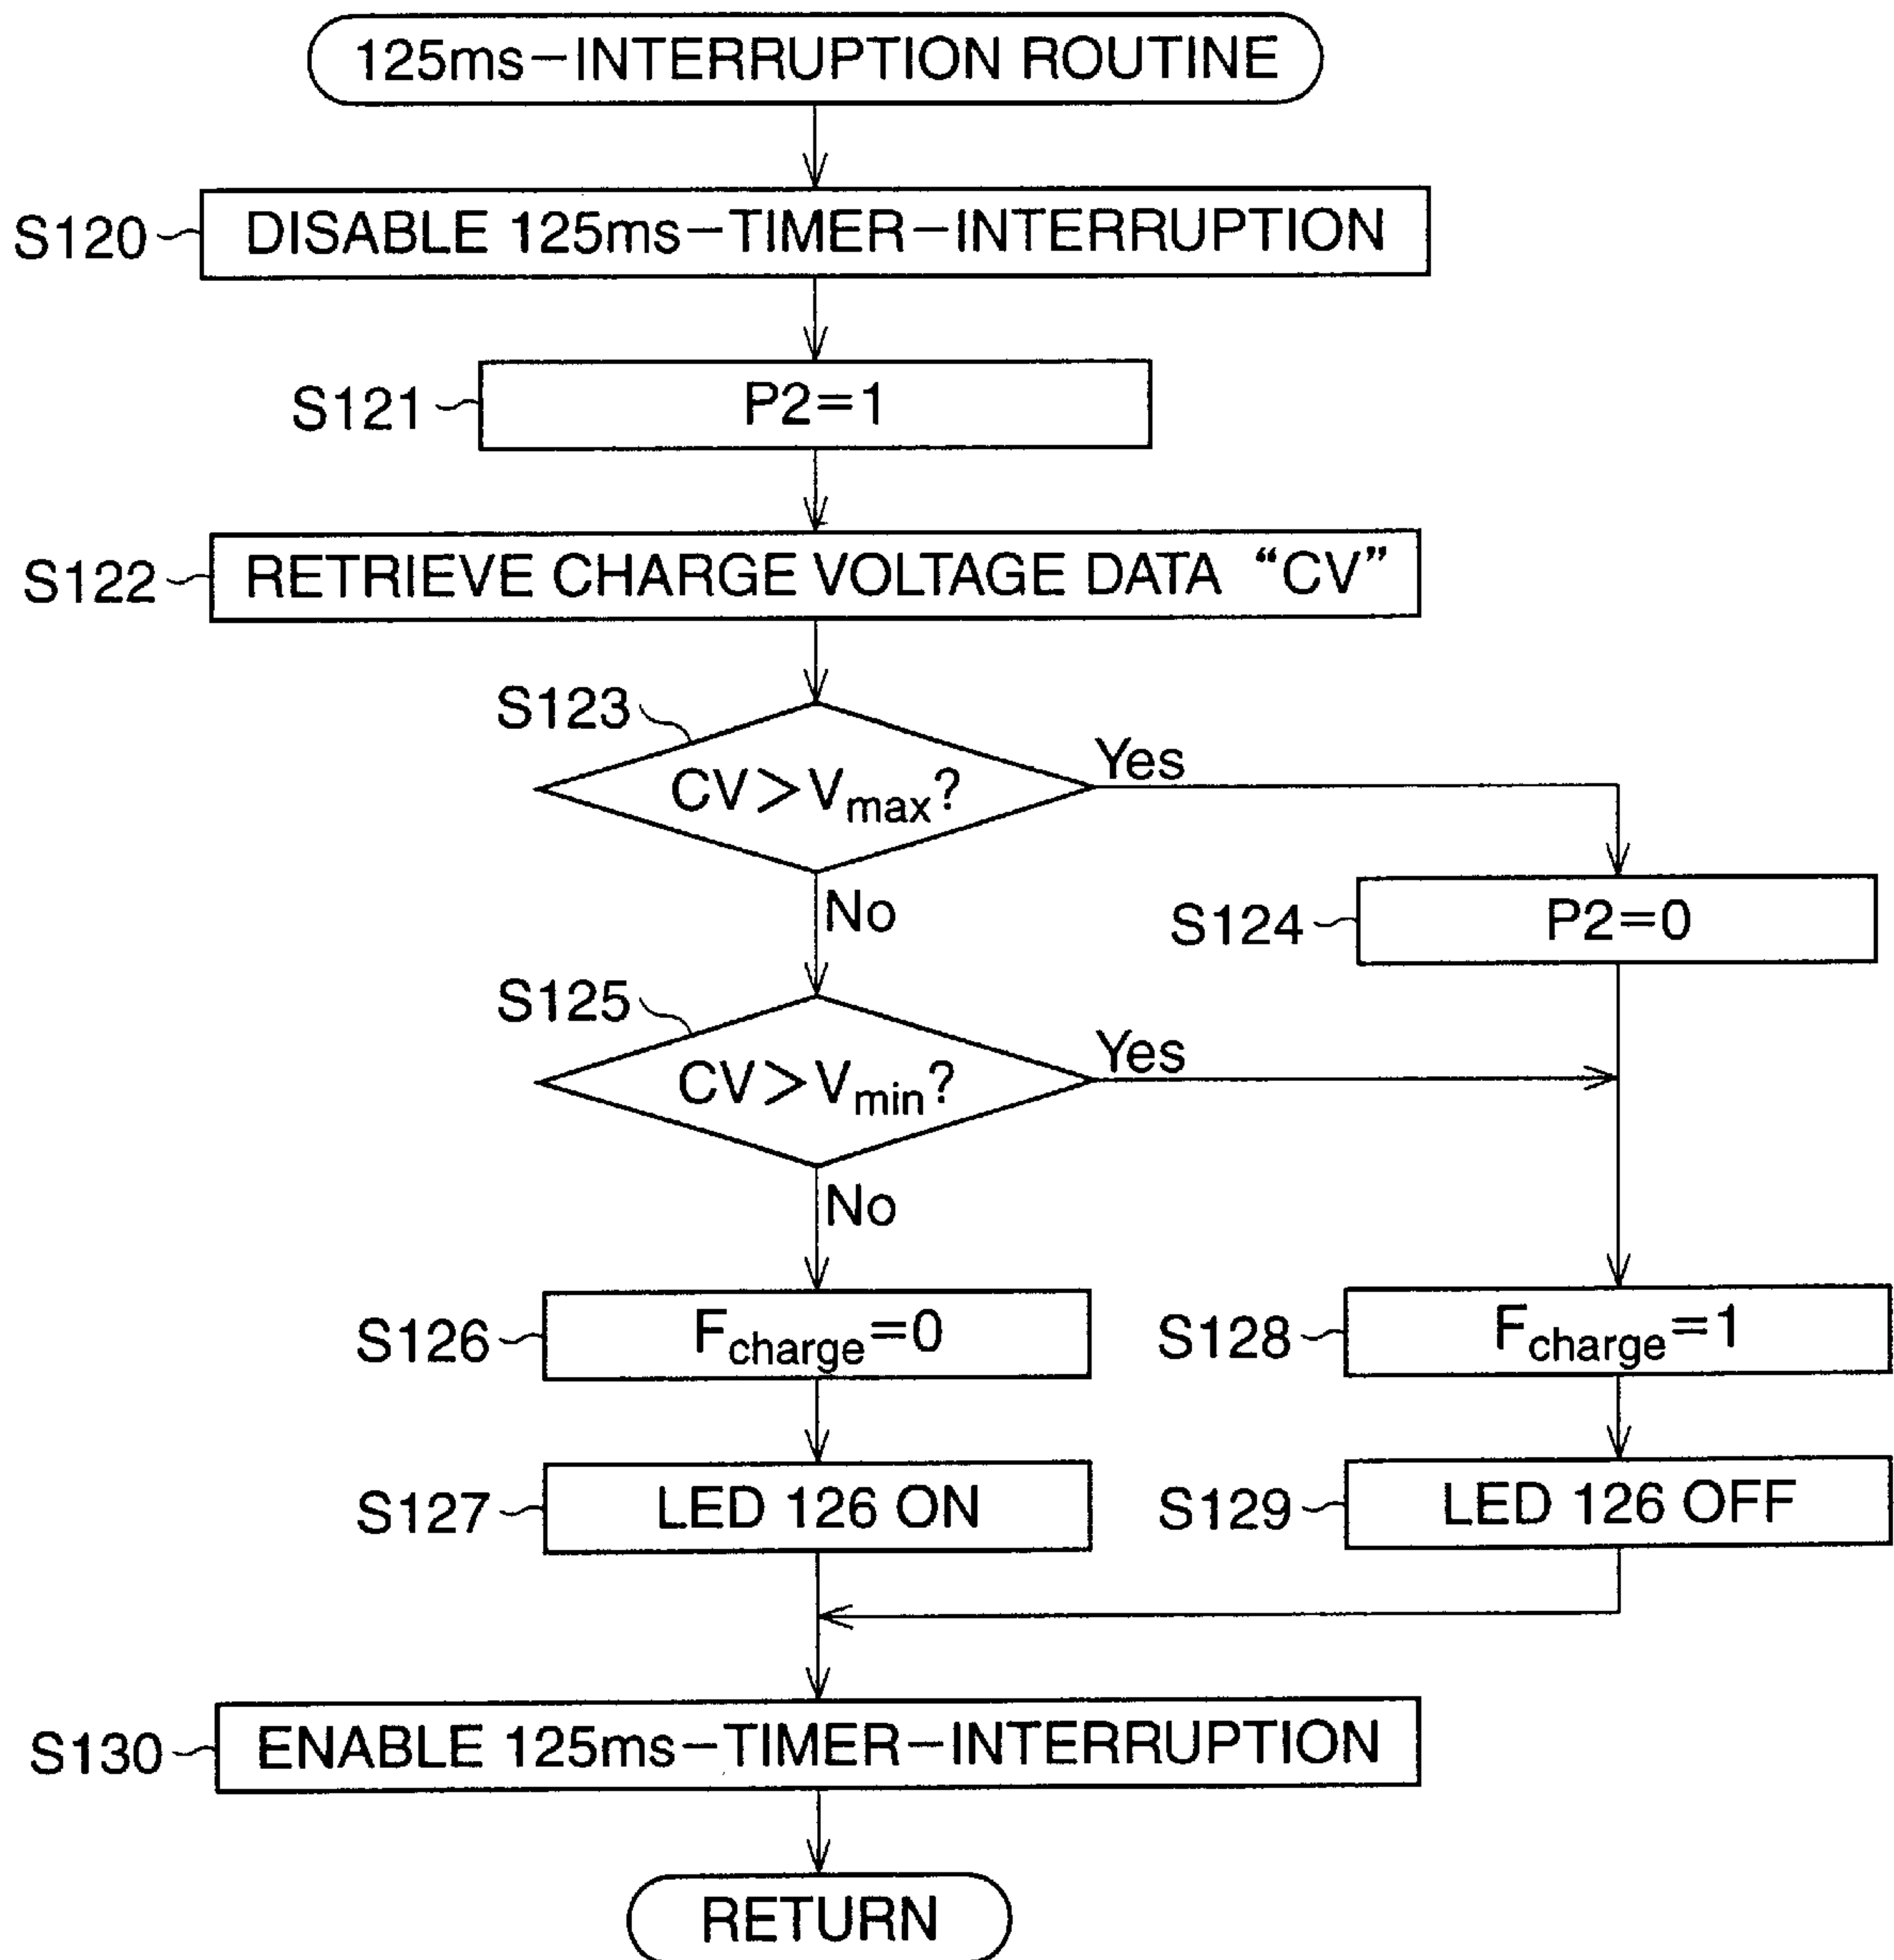 125ms-INTERRUPTION ROUTINE
S120
DISABLE 125ms-TIMER-INTERRUPTION
S121
P2=1
S122
RETRIEVE CHARGE VOLTAGE DATA "CV"
S123
CV>Vmax?
Yes
No
S124
P2=0
S125
CV>Vmin?
Yes
No
S126
Fcharge=0
S128
Fcharge=1
S127
LED 126 ON
S129
LED 126 OFF
S130
ENABLE 125ms-TIMER-INTERRUPTION
RETURN